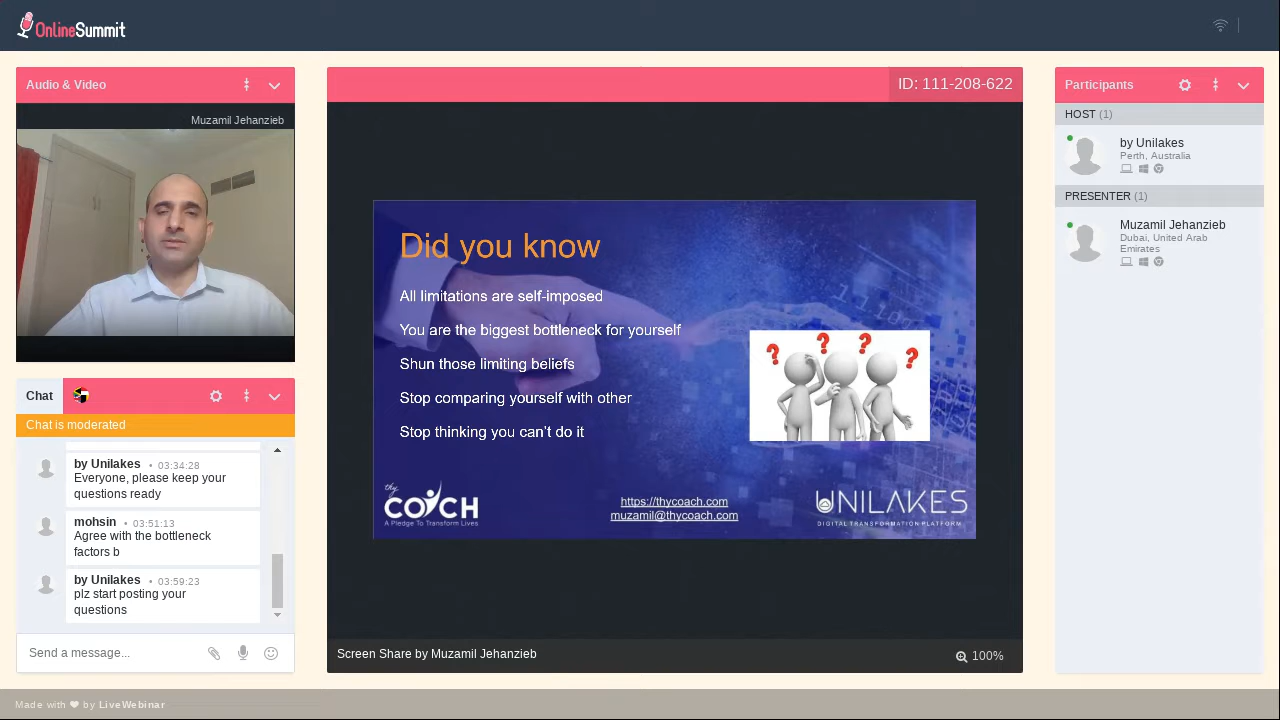 OnlineSummit
Audio & Video
Muzamil Jehanzieb
Chat
Chat is moderated
by Unilakes • 03:34:28
Everyone, please keep your
questions ready
mohsin • 03:51:13
Agree with the bottleneck
factors b
by Unilakes • 03:59:23
plz start posting your
questions
Send a message...
ID: 111-208-622
Did you know
All limitations are self-imposed
You are the biggest bottleneck for yourself
Shun those limiting beliefs
Stop comparing yourself with other
Stop thinking you can't do it
thy
COACH
A Pledge To Transform Lives
https://thycoach.com
muzamil@thycoach.com
UNILAKES
DIGITAL TRANSFORMATION PLATFORM
Screen Share by Muzamil Jehanzieb
100%
Participants
HOST (1)
by Unilakes
Perth, Australia
PRESENTER (1)
Muzamil Jehanzieb
Dubai, United Arab
Emirates
Made with ❤ by LiveWebinar